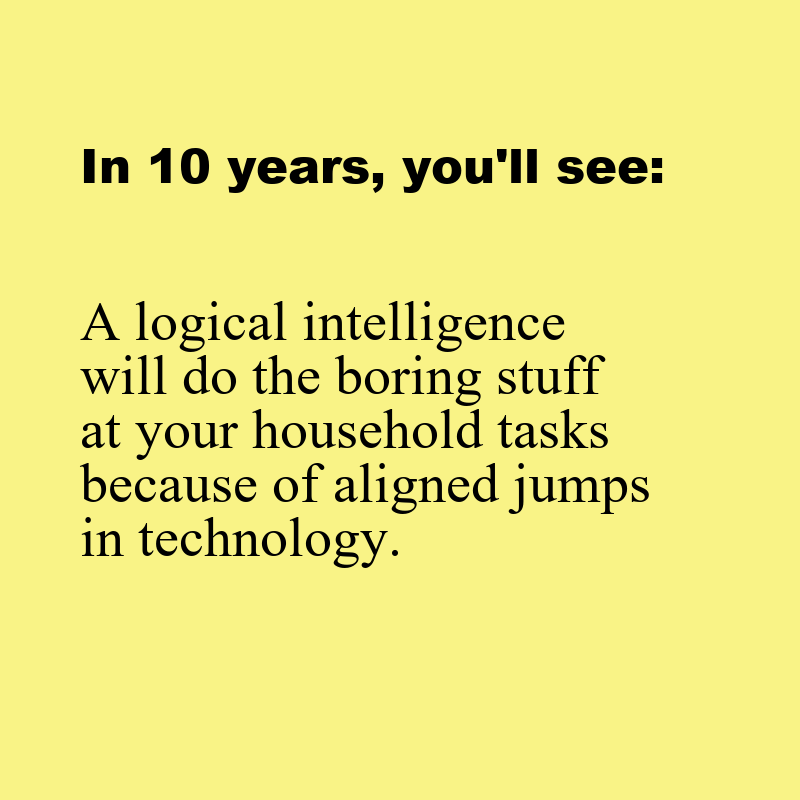 In 10 years, you'll see:
A logical intelligence
will do the boring stuff
at your household tasks
because of aligned jumps
in technology.